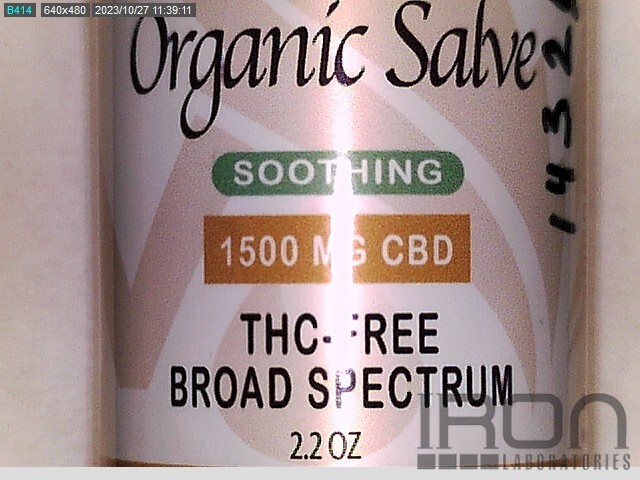 B414 640x480 2023/10/27 11:39:11
Organic Salve
SOOTHING
1500 MG CBD
THC-FREE
BROAD SPECTRUM
2.2 OZ
IRON
LABORATORIES